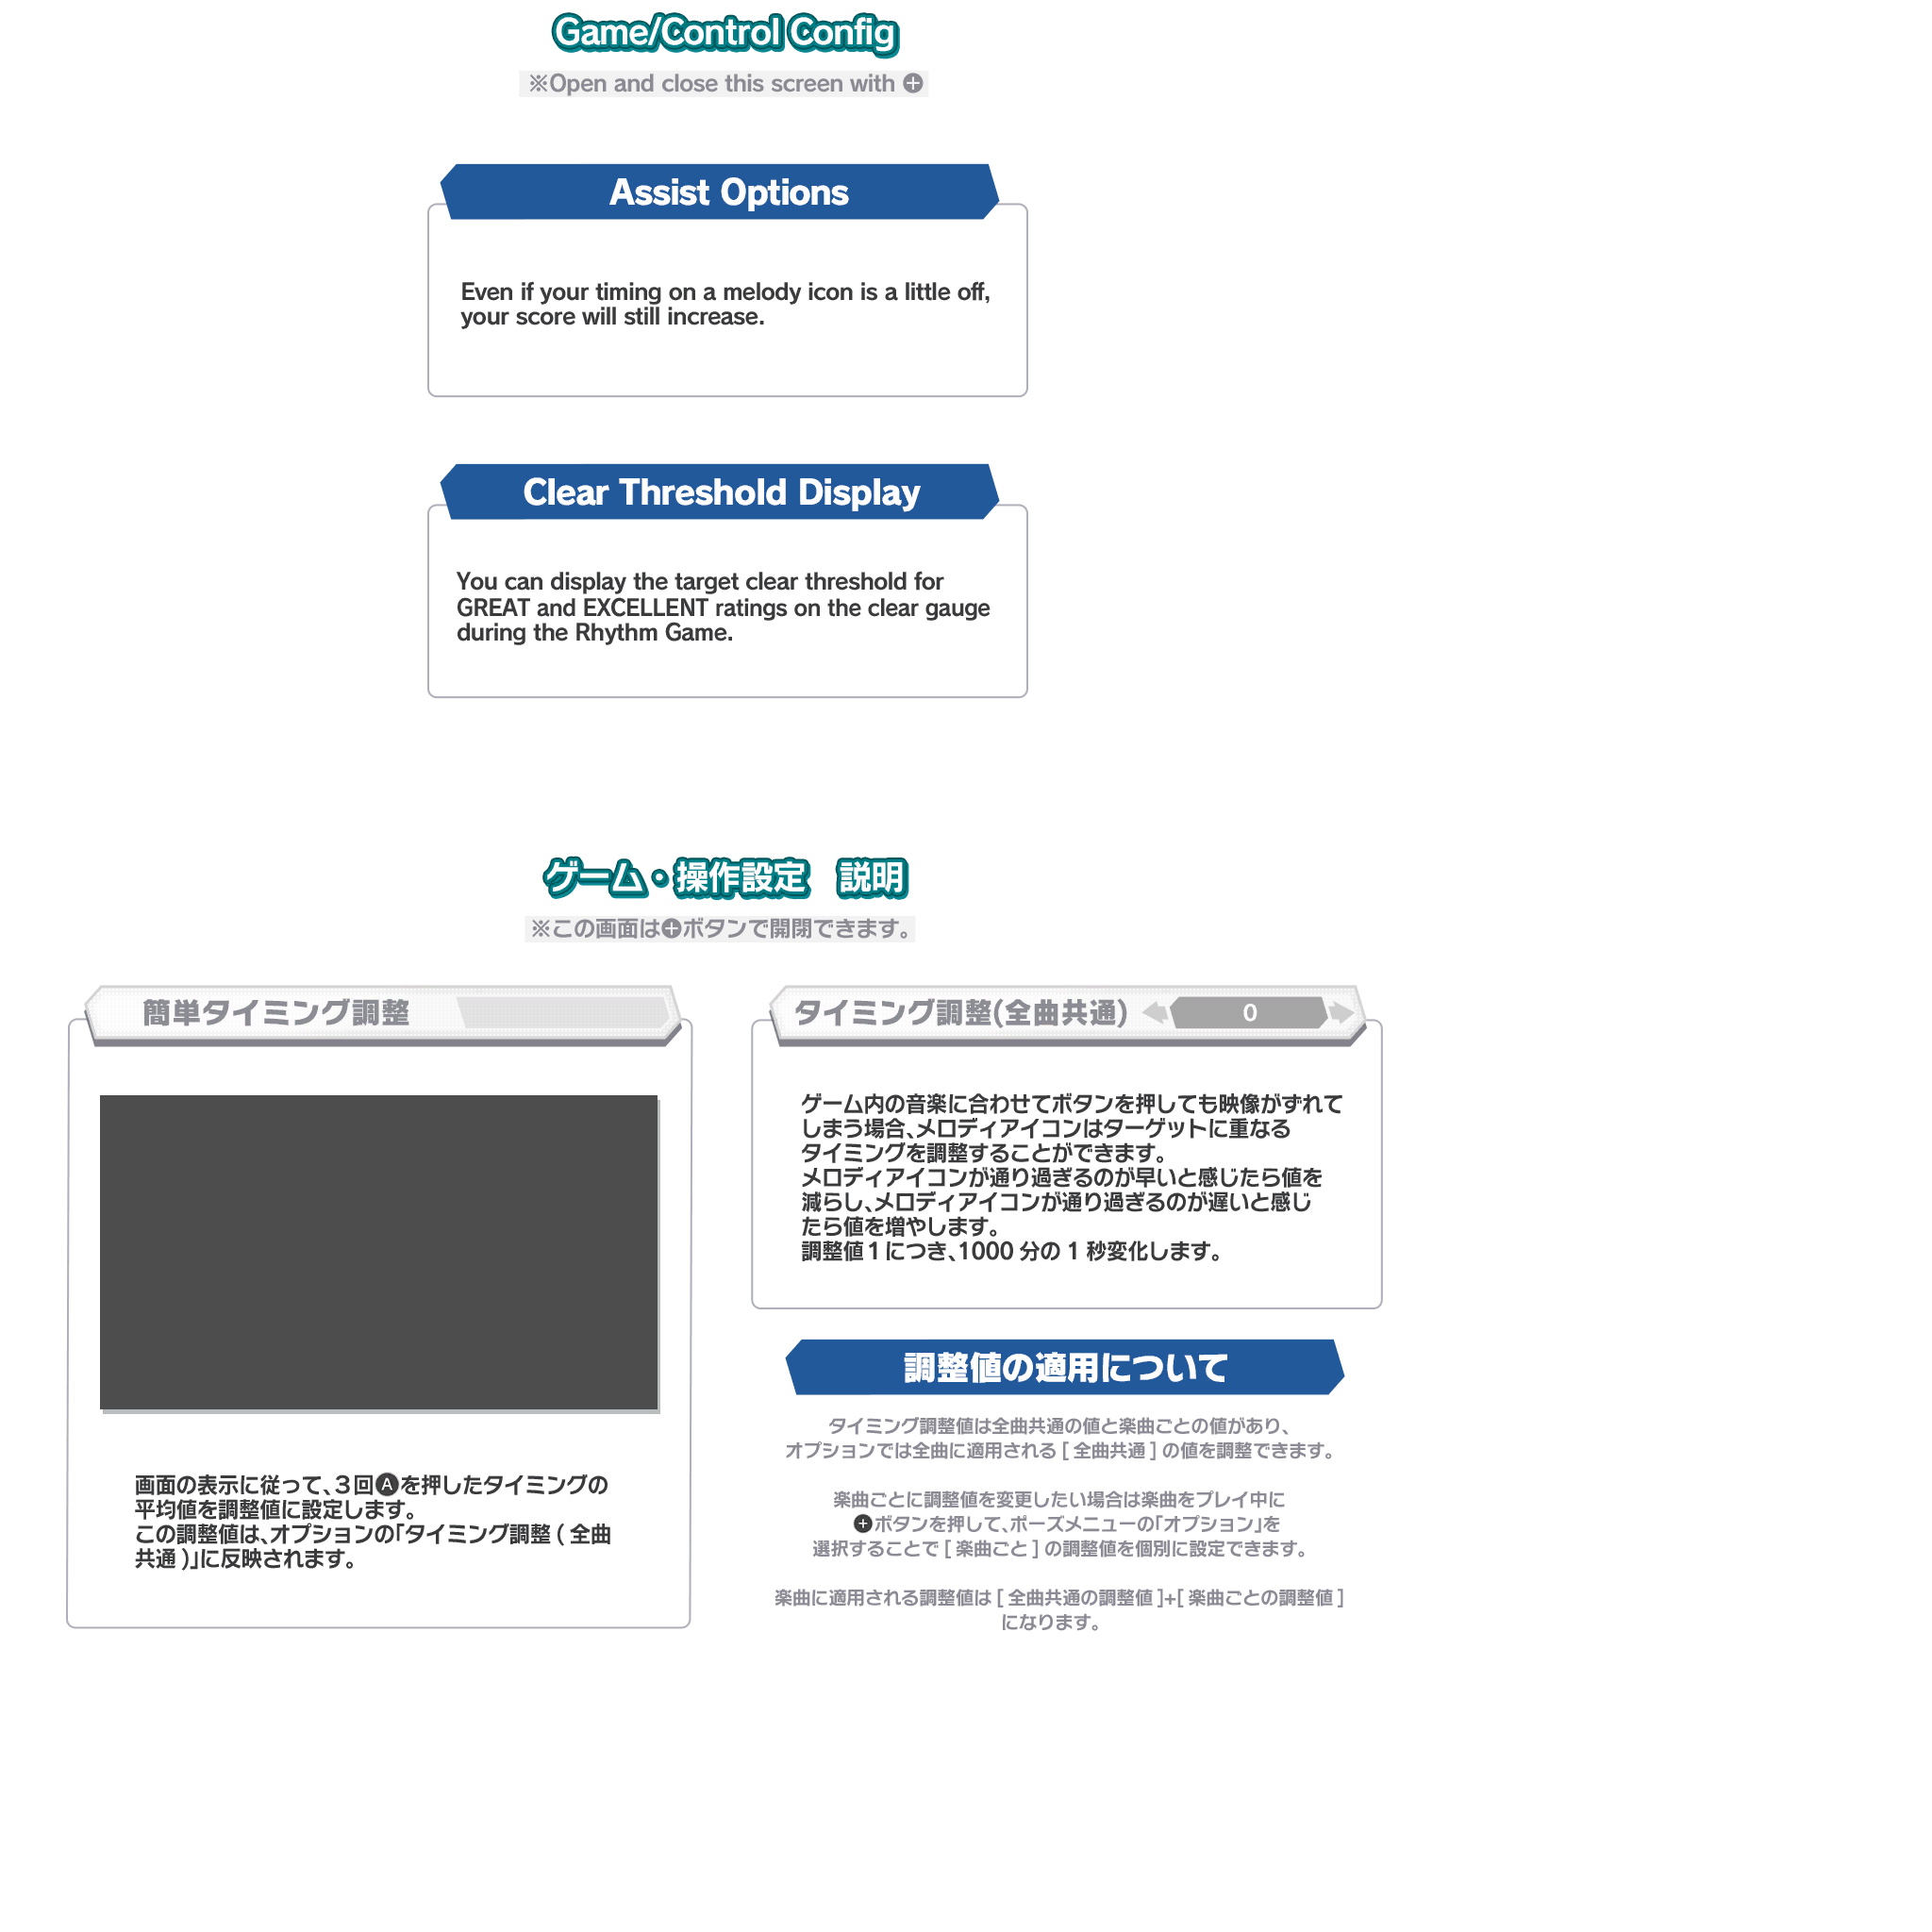 Game/Control Config
※Open and close this screen with ⊕
Assist Options
Even if your timing on a melody icon is a little off,
your score will still increase.
Clear Threshold Display
You can display the target clear threshold for
GREAT and EXCELLENT ratings on the clear gauge
during the Rhythm Game.
ゲーム・操作設定　説明
※この画面は⊕ボタンで開閉できます。
簡単タイミング調整
画面の表示に従って、３回Ⓐを押したタイミングの
平均値を調整値に設定します。
この調整値は、オプションの「タイミング調整 ( 全曲
共通 )」に反映されます。
タイミング調整(全曲共通)
0
ゲーム内の音楽に合わせてボタンを押しても映像がずれて
しまう場合、メロディアイコンはターゲットに重なる
タイミングを調整することができます。
メロディアイコンが通り過ぎるのが早いと感じたら値を
減らし、メロディアイコンが通り過ぎるのが遅いと感じ
たら値を増やします。
調整値１につき、1000 分の 1 秒変化します。
調整値の適用について
タイミング調整値は全曲共通の値と楽曲ごとの値があり、
オプションでは全曲に適用される [ 全曲共通 ] の値を調整できます。
楽曲ごとに調整値を変更したい場合は楽曲をプレイ中に
⊕ボタンを押して、ポーズメニューの「オプション」を
選択することで [ 楽曲ごと ] の調整値を個別に設定できます。
楽曲に適用される調整値は [ 全曲共通の調整値 ]+[ 楽曲ごとの調整値 ]
になります。